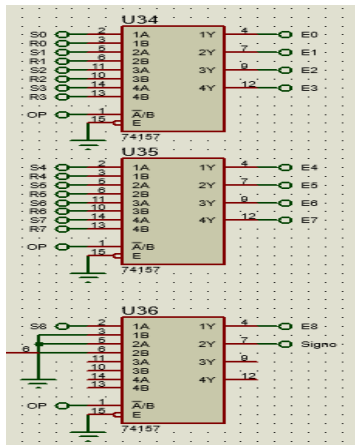 U34
S0 2 1A 1Y 4 E0
R0 3 1B
S1 5 2A 2Y 7 E1
R1 6 2B
S2 11 3A 3Y 9 E2
R2 10 3B
S3 14 4A 4Y 12 E3
R3 13 4B
OP 1 A/B
15 E
74157
U35
S4 2 1A 1Y 4 E4
R4 3 1B
S5 5 2A 2Y 7 E5
R5 6 2B
S6 11 3A 3Y 9 E6
R6 10 3B
S7 14 4A 4Y 12 E7
R7 13 4B
OP 1 A/B
15 E
74157
U36
S8 2 1A 1Y 4 E8
3 1B
5 2A 2Y 7 Signo
6 6 2B
11 3A 3Y 9
10 3B
14 4A 4Y 12
13 4B
OP 1 A/B
15 E
74157